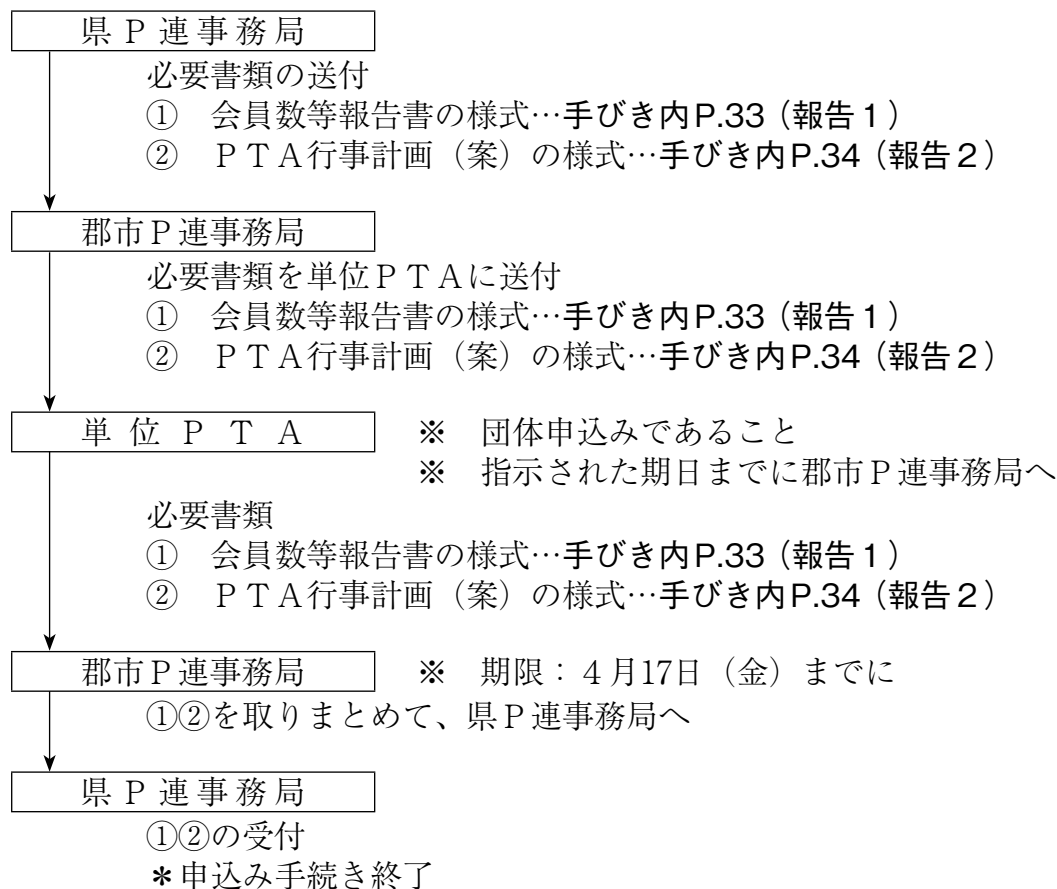 県Ｐ連事務局
必要書類の送付
①　会員数等報告書の様式…手びき内P.33（報告１）
②　ＰＴＡ行事計画（案）の様式…手びき内P.34（報告２）
郡市Ｐ連事務局
必要書類を単位ＰＴＡに送付
①　会員数等報告書の様式…手びき内P.33（報告１）
②　ＰＴＡ行事計画（案）の様式…手びき内P.34（報告２）
単位ＰＴＡ　※　団体申込みであること
※　指示された期日までに郡市Ｐ連事務局へ
必要書類
①　会員数等報告書の様式…手びき内P.33（報告１）
②　ＰＴＡ行事計画（案）の様式…手びき内P.34（報告２）
郡市Ｐ連事務局　※　期限：４月17日（金）までに
①②を取りまとめて、県Ｐ連事務局へ
県Ｐ連事務局
①②の受付
＊申込み手続き終了